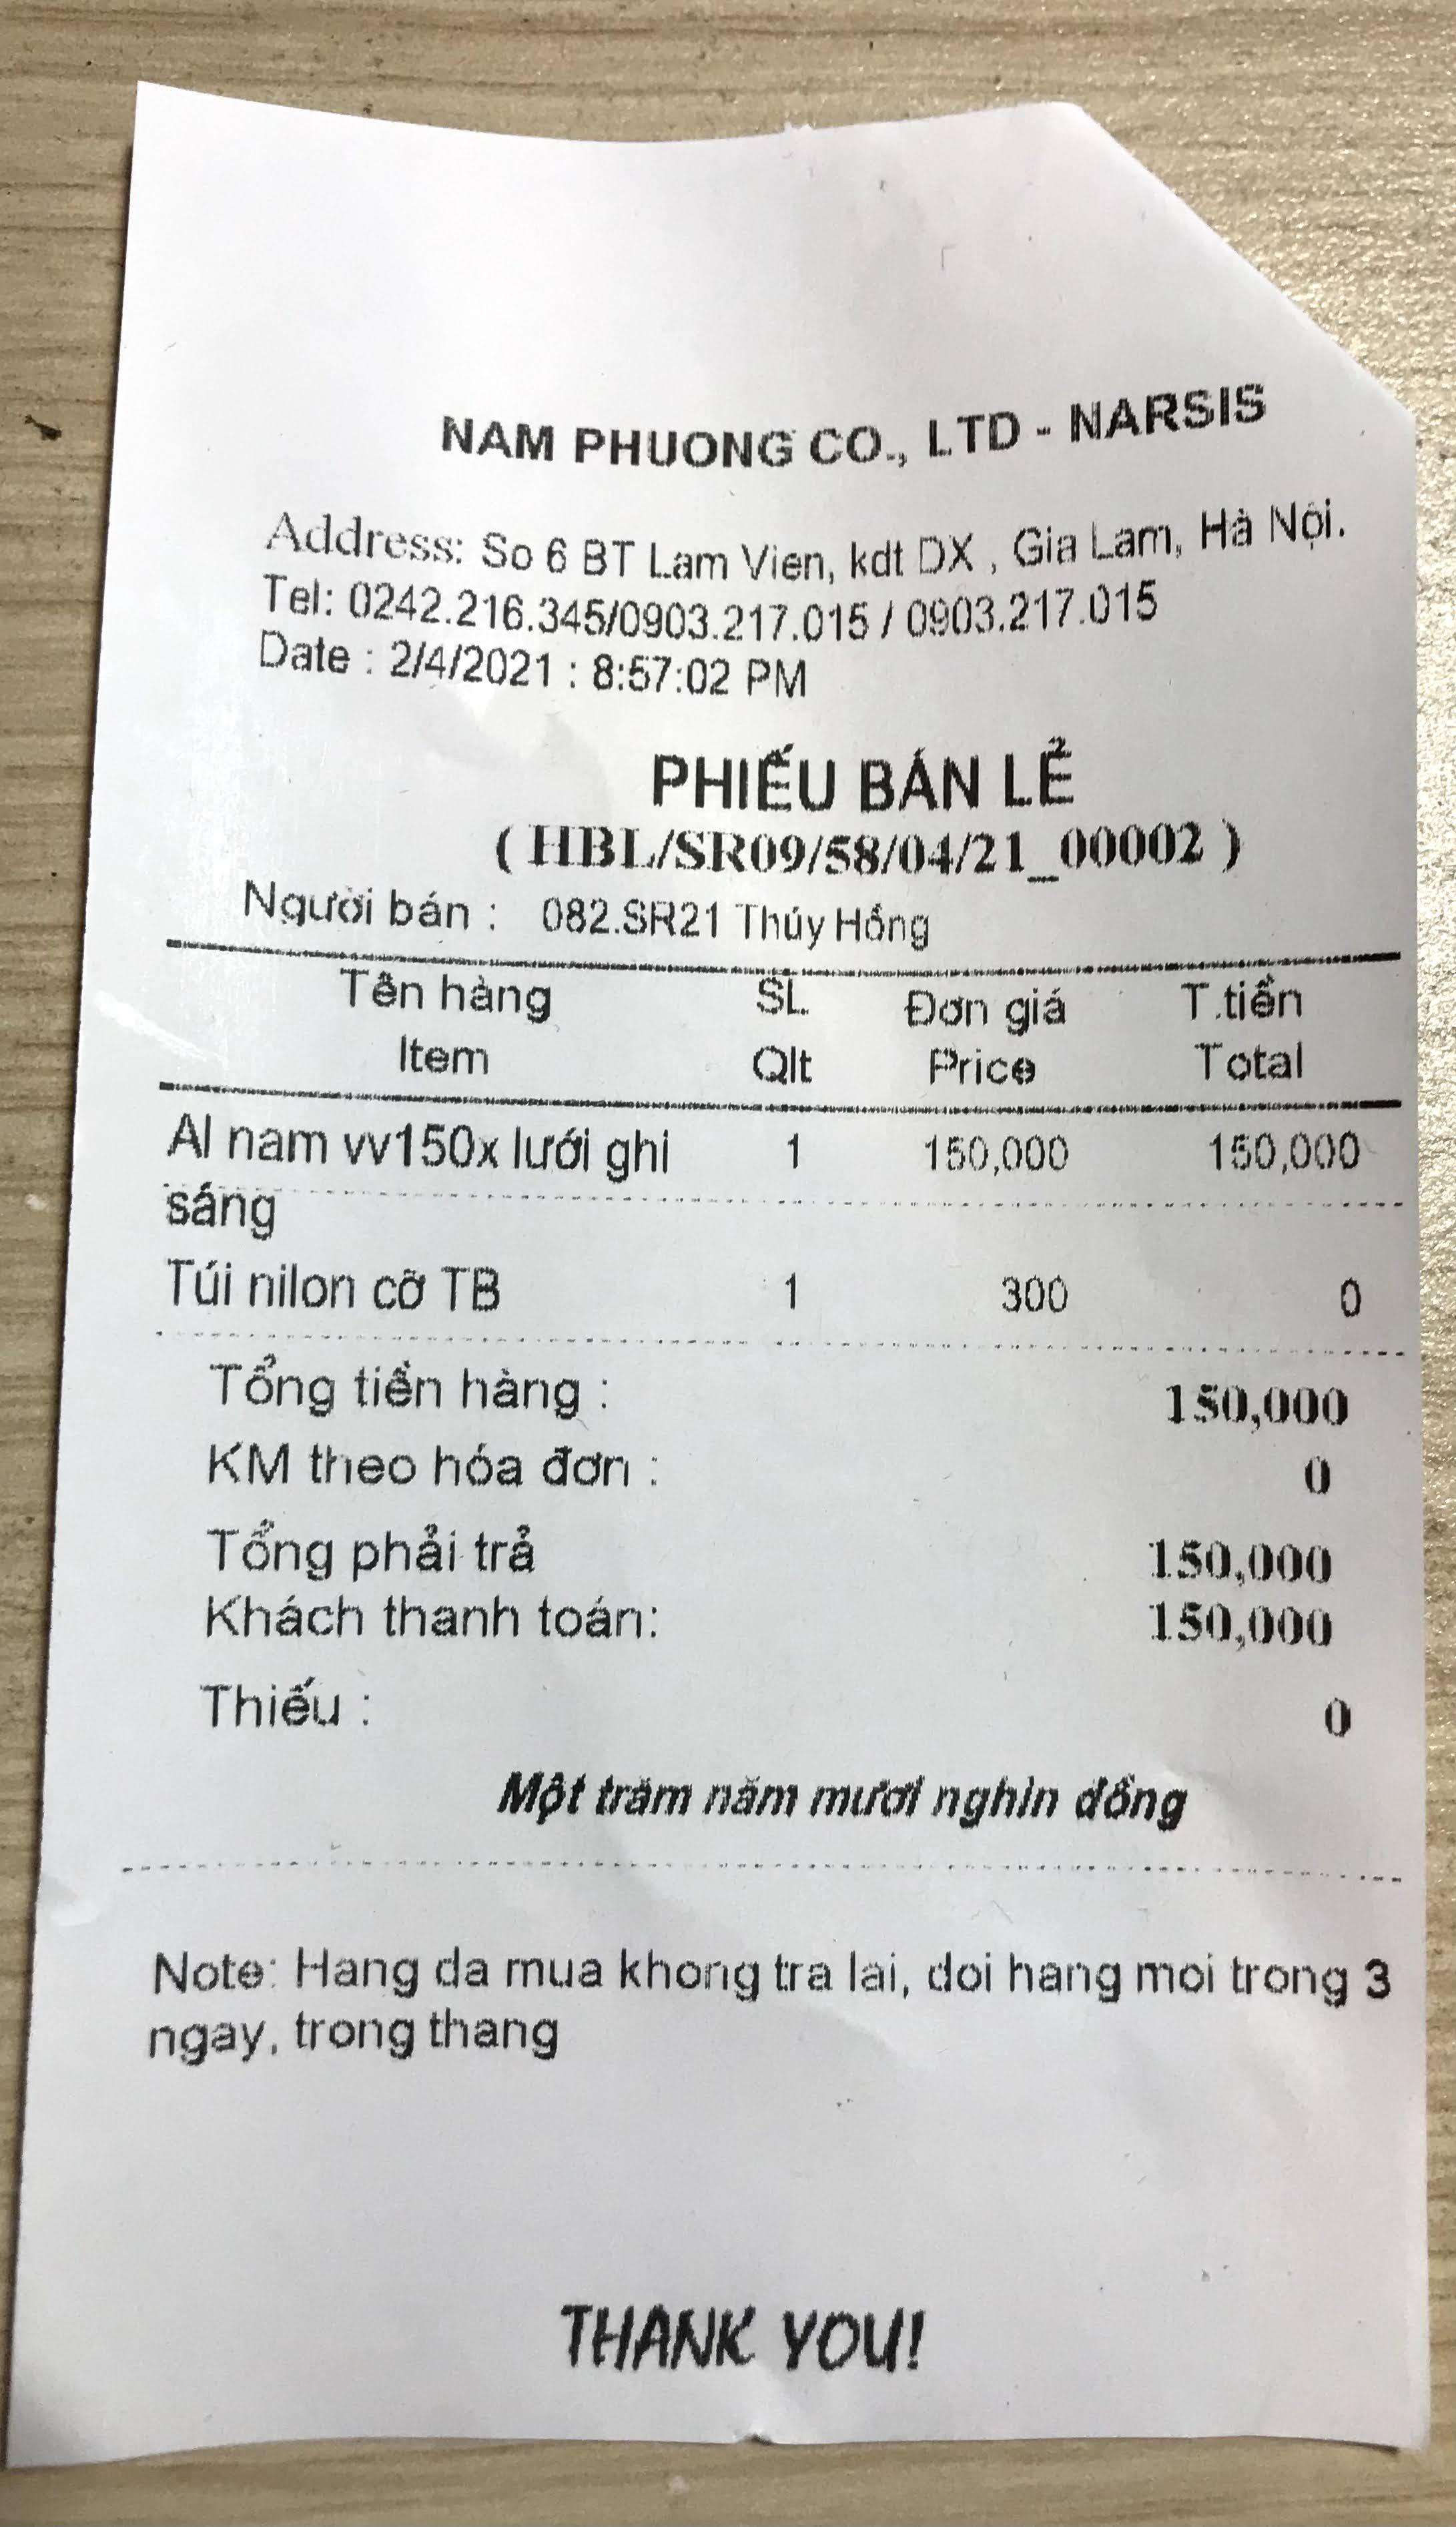 NAM PHUONG CO., LTD - NARSIS
Address: So 6 BT Lam Vien, kdt DX , Gia Lam, Hà Nội.
Tel: 0242.216.345/0903.217.015 / 0903.217.015
Date : 2/4/2021 : 8:57:02 PM
PHIẾU BÁN LẺ
( HBL/SR09/58/04/21_00002 )
Người bán : 082.SR21 Thúy Hồng
Tên hàng SL Đơn giá T.tiền
Item Qlt Price Total
Al nam vv150x lưới ghi 1 150,000 150,000
sáng
Túi nilon cỡ TB 1 300 0
Tổng tiền hàng : 150,000
KM theo hóa đơn : 0
Tổng phải trả 150,000
Khách thanh toán: 150,000
Thiếu : 0
Một trăm năm mươi nghìn đồng
Note: Hang da mua khong tra lai, doi hang moi trong 3
ngay, trong thang
THANK YOU!